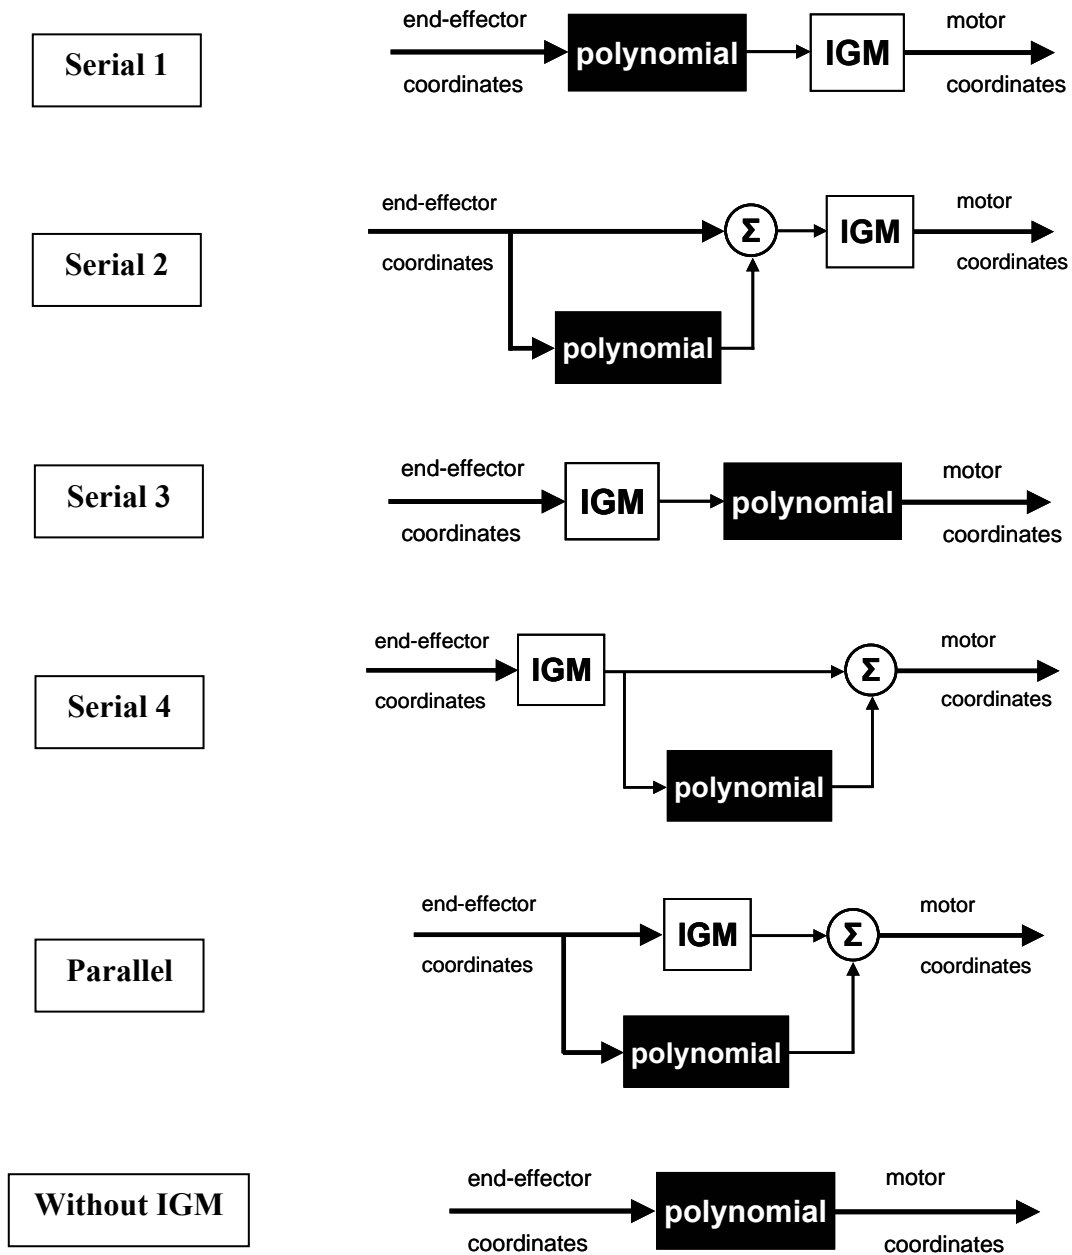 Serial 1
end-effector
coordinates
polynomial
IGM
motor
coordinates
Serial 2
end-effector
coordinates
polynomial
Σ
IGM
motor
coordinates
Serial 3
end-effector
coordinates
IGM
polynomial
motor
coordinates
Serial 4
end-effector
coordinates
IGM
polynomial
Σ
motor
coordinates
Parallel
end-effector
coordinates
IGM
polynomial
Σ
motor
coordinates
Without IGM
end-effector
coordinates
polynomial
motor
coordinates